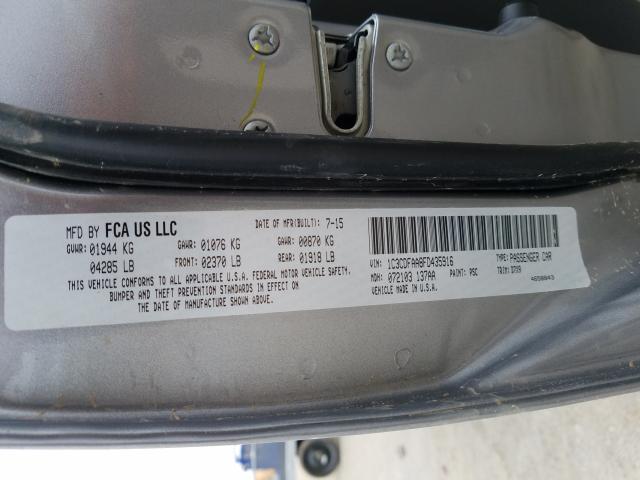 MFD BY FCA US LLC DATE OF MFR(BUILT): 7-15
GVWR: 01944 KG GAWR: 01076 KG GAWR: 00870 KG
04285 LB FRONT: 02370 LB REAR: 01918 LB
THIS VEHICLE CONFORMS TO ALL APPLICABLE U.S.A. FEDERAL MOTOR VEHICLE SAFETY,
BUMPER AND THEFT PREVENTION STANDARDS IN EFFECT ON
THE DATE OF MANUFACTURE SHOWN ABOVE.
VIN: TYPE: PASSENGER CAR
MDH: 072103 137AA PAINT: PSC TRIM:
VEHICLE MADE IN U.S.A.